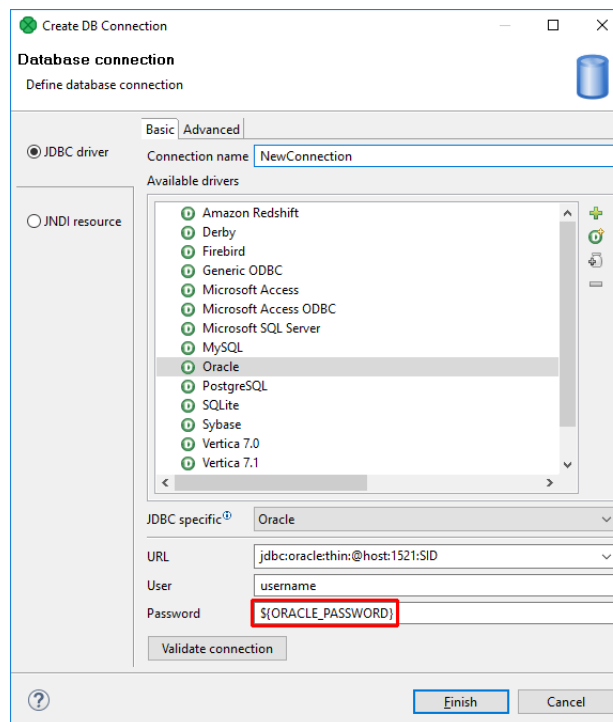 Create DB Connection
Database connection
Define database connection
JDBC driver
JNDI resource
Basic Advanced
Connection name NewConnection
Available drivers
Amazon Redshift
Derby
Firebird
Generic ODBC
Microsoft Access
Microsoft Access ODBC
Microsoft SQL Server
MySQL
Oracle
PostgreSQL
SQLite
Sybase
Vertica 7.0
Vertica 7.1
JDBC specific Oracle
URL jdbc:oracle:thin:@host:1521:SID
User username
Password ${ORACLE_PASSWORD}
Validate connection
Finish Cancel